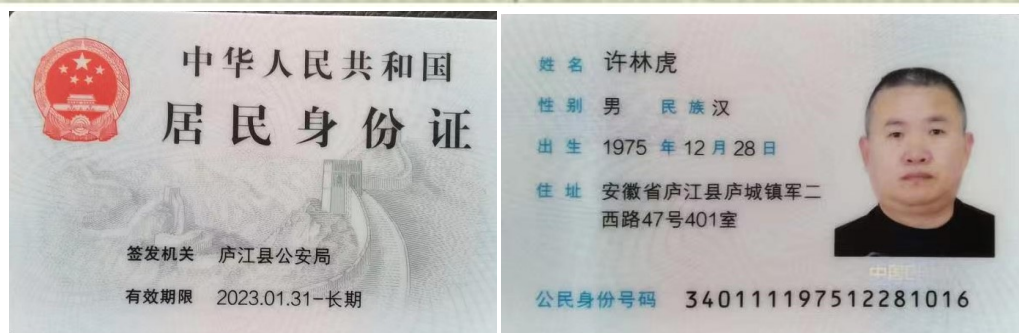 中华人民共和国
居民身份证
签发机关 庐江县公安局
有效期限 2023.01.31-长期
姓名 许林虎
性别 男 民族 汉
出生 1975 年 12 月 28 日
住址 安徽省庐江县庐城镇军二
西路47号401室
公民身份号码 340111197512281016